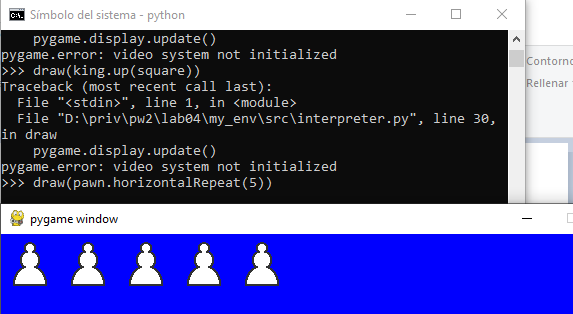 Símbolo del sistema - python
    pygame.display.update()
pygame.error: video system not initialized
>>> draw(king.up(square))
Traceback (most recent call last):
  File "<stdin>", line 1, in <module>
  File "D:\priv\pw2\lab04\my_env\src\interpreter.py", line 30,
in draw
    pygame.display.update()
pygame.error: video system not initialized
>>> draw(pawn.horizontalRepeat(5))
Contorno
Rellenar
pygame window